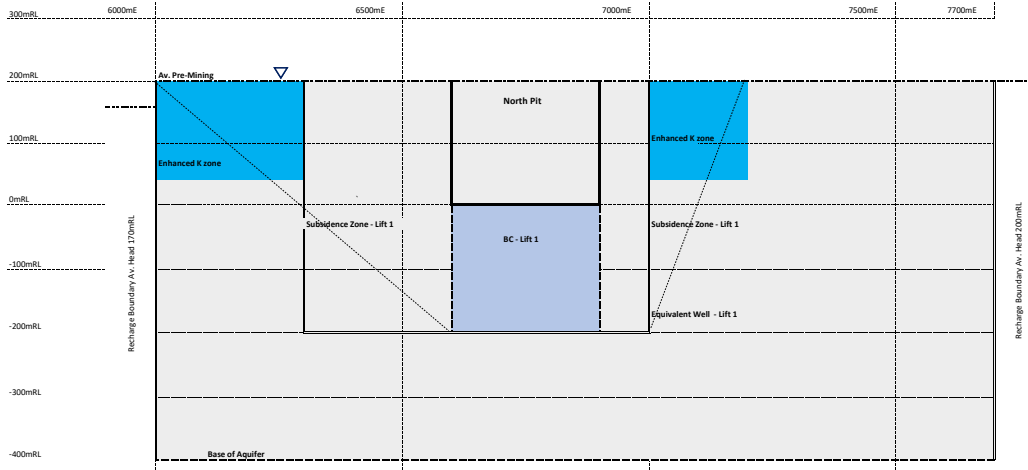 6000mE 6500mE 7000mE 7500mE 7700mE
300mRL
200mRL
Av. Pre-Mining
North Pit
100mRL
Enhanced K zone
Enhanced K zone
0mRL
Subsidence Zone - Lift 1
Subsidence Zone - Lift 1
BC - Lift 1
-100mRL
Recharge Boundary Av. Head 170mRL
Recharge Boundary Av. Head 200mRL
Equivalent Well - Lift 1
-200mRL
-300mRL
-400mRL
Base of Aquifer